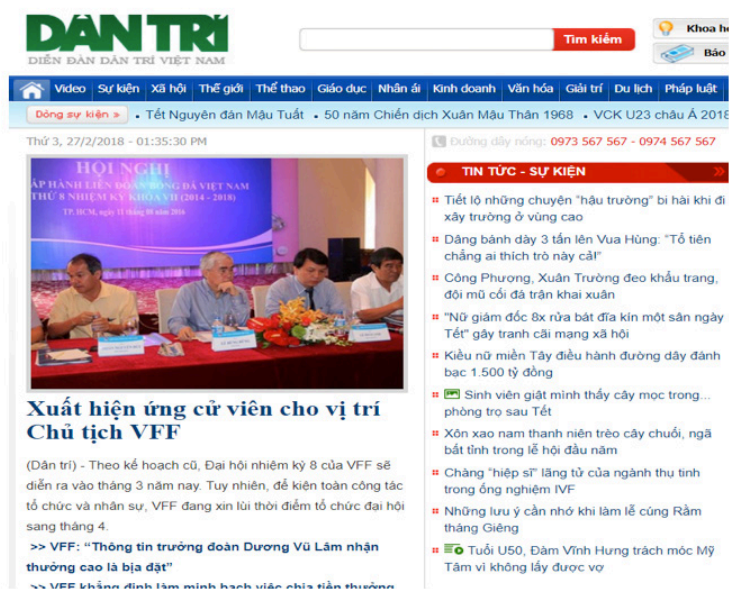 DÂN TRÍ
DIỄN ĐÀN DÂN TRÍ VIỆT NAM
Tìm kiếm
Khoa h
Báo
Video Sự kiện Xã hội Thế giới Thể thao Giáo dục Nhân ái Kinh doanh Văn hóa Giải trí Du lịch Pháp luật
Dòng sự kiện » • Tết Nguyên đán Mậu Tuất • 50 năm Chiến dịch Xuân Mậu Thân 1968 • VCK U23 châu Á 2018
Thứ 3, 27/2/2018 - 01:35:30 PM
HỘI NGHỊ
ẤP HÀNH LIÊN ĐOÀN BÓNG ĐÁ VIỆT NAM
THỨ 8 NHIỆM KỲ KHÓA VII (2014 - 2018)
TP. HCM, ngày 11 tháng 08 năm 2016
Xuất hiện ứng cử viên cho vị trí
Chủ tịch VFF
(Dân trí) - Theo kế hoạch cũ, Đại hội nhiệm kỳ 8 của VFF sẽ
diễn ra vào tháng 3 năm nay. Tuy nhiên, để kiện toàn công tác
tổ chức và nhân sự, VFF đang xin lùi thời điểm tổ chức đại hội
sang tháng 4.
>> VFF: “Thông tin trưởng đoàn Dương Vũ Lâm nhận
thưởng cao là bịa đặt”
>> VFF khẳng định làm minh bạch việc chia tiền thưởng
Đường dây nóng: 0973 567 567 - 0974 567 567
TIN TỨC - SỰ KIỆN »
Tiết lộ những chuyện “hậu trường” bi hài khi đi
xây trường ở vùng cao
Dâng bánh dày 3 tấn lên Vua Hùng: “Tổ tiên
chẳng ai thích trò này cả!”
Công Phượng, Xuân Trường đeo khẩu trang,
đội mũ cối đá trận khai xuân
"Nữ giám đốc 8x rửa bát đĩa kín một sân ngày
Tết" gây tranh cãi mạng xã hội
Kiều nữ miền Tây điều hành đường dây đánh
bạc 1.500 tỷ đồng
Sinh viên giật mình thấy cây mọc trong...
phòng trọ sau Tết
Xôn xao nam thanh niên trèo cây chuối, ngã
bất tỉnh trong lễ hội đầu năm
Chàng “hiệp sĩ” lãng tử của ngành thụ tinh
trong ống nghiệm IVF
Những lưu ý cần nhớ khi làm lễ cúng Rằm
tháng Giêng
Tuổi U50, Đàm Vĩnh Hưng trách móc Mỹ
Tâm vì không lấy được vợ